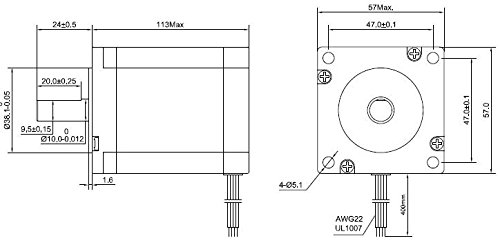 24±0.5
113Max
57Max.
47.0±0.1
20.0±0.25
Ø38.1-0.05
9.5±0.15
0
Ø10.0-0.012
1.6
47.0±0.1
57.0
4-Ø5.1
AWG22
UL1007
400mm